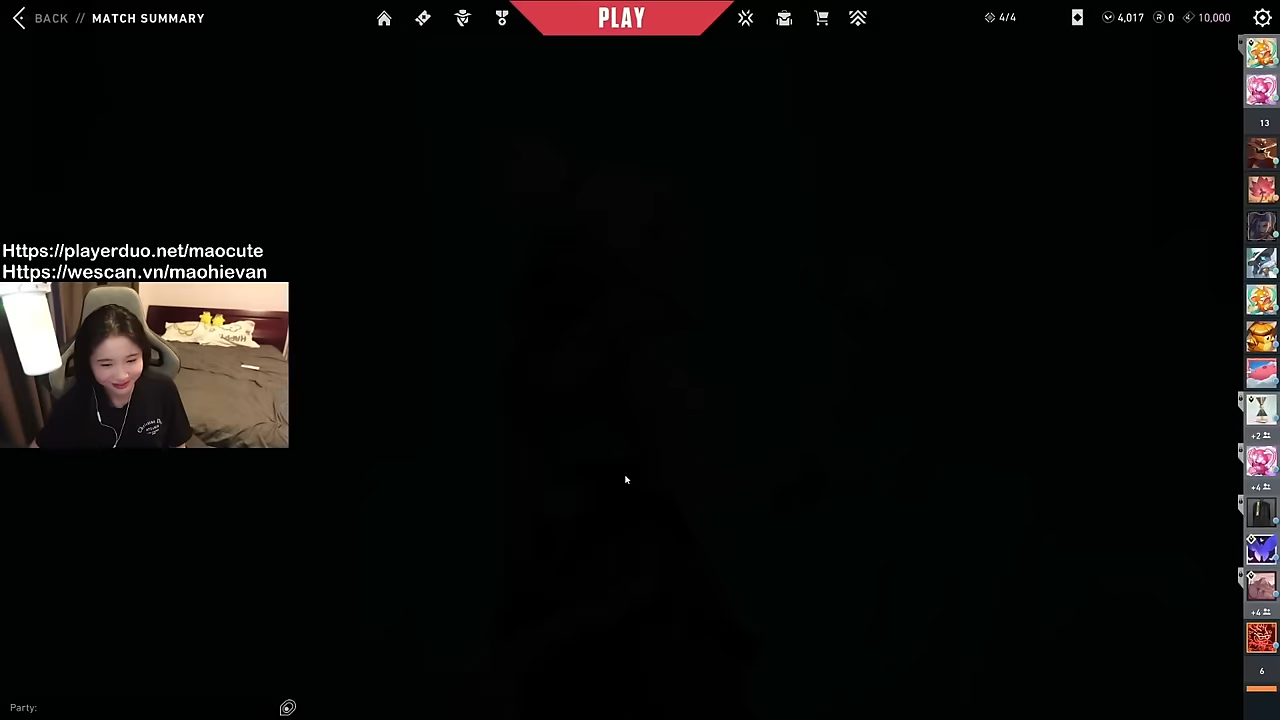 BACK // MATCH SUMMARY
PLAY
4/4
4,017
0
10,000
13
Https://playerduo.net/maocute
Https://wescan.vn/maohievan
+2
+4
+4
6
Party: